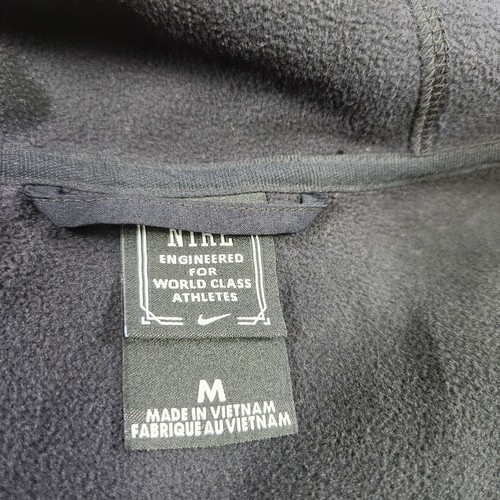 NIKE
ENGINEERED
FOR
WORLD CLASS
ATHLETES
M
MADE IN VIETNAM
FABRIQUE AU VIETNAM